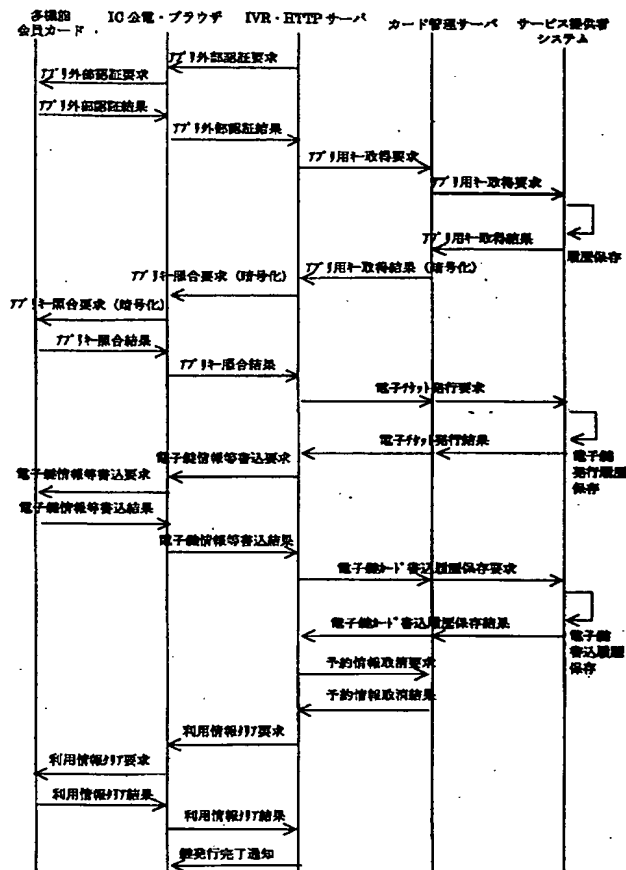 多機能
会員カード
IC公電・ブラウザ
IVR・HTTPサーバ
カード管理サーバ
サービス提供者
システム
アプリ外部認証要求
アプリ外部認証要求
アプリ外部認証結果
アプリ外部認証結果
アプリ用キー取得要求
アプリ用キー取得要求
履歴保存
アプリ用キー取得結果
アプリ用キー取得結果（暗号化）
アプリキー照合要求（暗号化）
アプリキー照合要求（暗号化）
アプリキー照合結果
アプリキー照合結果
電子チケット発行要求
電子チケット発行結果
電子鍵
発行履歴
保存
電子鍵情報等書込要求
電子鍵情報等書込要求
電子鍵情報等書込結果
電子鍵情報等書込結果
電子鍵カード書込履歴保存要求
電子鍵カード書込履歴保存結果
電子鍵
書込履歴
保存
予約情報取消要求
予約情報取消結果
利用情報クリア要求
利用情報クリア要求
利用情報クリア結果
利用情報クリア結果
鍵発行完了通知